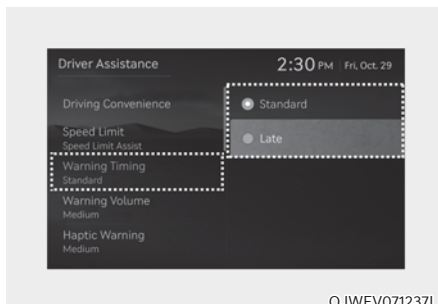 Driver Assistance
2:30 PM Fri, Oct. 29
Driving Convenience
Speed Limit
Speed Limit Assist
Warning Timing
Standard
Warning Volume
Medium
Haptic Warning
Medium
Standard
Late